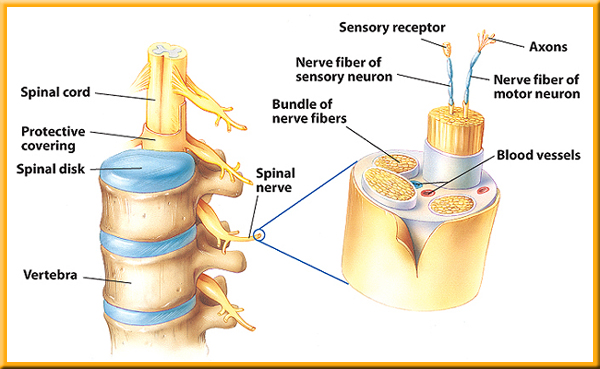 Spinal cord
Protective
covering
Spinal disk
Vertebra
Spinal
nerve
Sensory receptor
Axons
Nerve fiber of
sensory neuron
Nerve fiber of
motor neuron
Bundle of
nerve fibers
Blood vessels